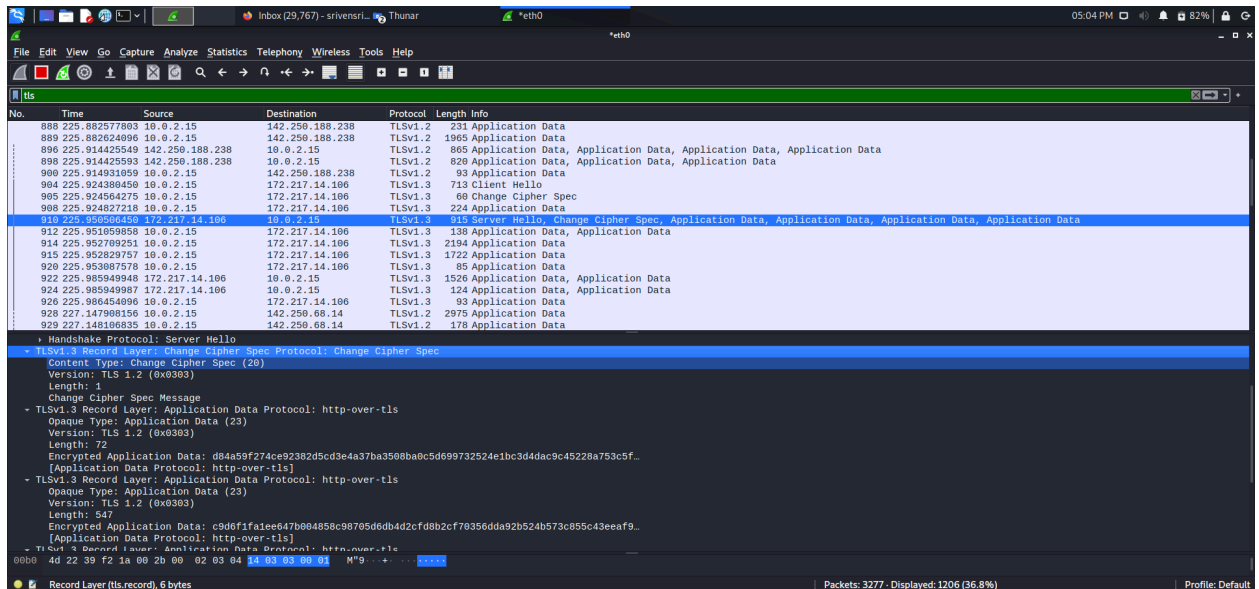 Inbox (29,767) - srivensri...
Thunar
*eth0
05:04 PM
82%
*eth0
File Edit View Go Capture Analyze Statistics Telephony Wireless Tools Help
tls
No. Time Source Destination Protocol Length Info
888 225.882577803 10.0.2.15 142.250.188.238 TLSv1.2 231 Application Data
889 225.882624096 10.0.2.15 142.250.188.238 TLSv1.2 1965 Application Data
896 225.914425549 142.250.188.238 10.0.2.15 TLSv1.2 865 Application Data, Application Data, Application Data, Application Data
898 225.914425593 142.250.188.238 10.0.2.15 TLSv1.2 820 Application Data, Application Data, Application Data
900 225.914931059 10.0.2.15 142.250.188.238 TLSv1.2 93 Application Data
904 225.924380450 10.0.2.15 172.217.14.106 TLSv1.3 713 Client Hello
905 225.924564275 10.0.2.15 172.217.14.106 TLSv1.3 60 Change Cipher Spec
908 225.924827218 10.0.2.15 172.217.14.106 TLSv1.3 224 Application Data
910 225.950506450 172.217.14.106 10.0.2.15 TLSv1.3 915 Server Hello, Change Cipher Spec, Application Data, Application Data, Application Data, Application Data
912 225.951059858 10.0.2.15 172.217.14.106 TLSv1.3 138 Application Data, Application Data
914 225.952709251 10.0.2.15 172.217.14.106 TLSv1.3 2194 Application Data
915 225.952829757 10.0.2.15 172.217.14.106 TLSv1.3 1722 Application Data
920 225.953087578 10.0.2.15 172.217.14.106 TLSv1.3 85 Application Data
922 225.985949948 172.217.14.106 10.0.2.15 TLSv1.3 1526 Application Data, Application Data
924 225.985949987 172.217.14.106 10.0.2.15 TLSv1.3 124 Application Data, Application Data
926 225.986454096 10.0.2.15 172.217.14.106 TLSv1.3 93 Application Data
928 227.147908156 10.0.2.15 142.250.68.14 TLSv1.2 2975 Application Data
929 227.148106835 10.0.2.15 142.250.68.14 TLSv1.2 178 Application Data
Handshake Protocol: Server Hello
TLSv1.3 Record Layer: Change Cipher Spec Protocol: Change Cipher Spec
Content Type: Change Cipher Spec (20)
Version: TLS 1.2 (0x0303)
Length: 1
Change Cipher Spec Message
TLSv1.3 Record Layer: Application Data Protocol: http-over-tls
Opaque Type: Application Data (23)
Version: TLS 1.2 (0x0303)
Length: 72
Encrypted Application Data: d84a59f274ce92382d5cd3e4a37ba3508ba0c5d699732524e1bc3d4dac9c45228a753c5f…
[Application Data Protocol: http-over-tls]
TLSv1.3 Record Layer: Application Data Protocol: http-over-tls
Opaque Type: Application Data (23)
Version: TLS 1.2 (0x0303)
Length: 547
Encrypted Application Data: c9d6f1fa1ee647b004858c98705d6db4d2cfd8b2cf70356dda92b524b573c855c43eeaf9…
[Application Data Protocol: http-over-tls]
TLSv1.3 Record Layer: Application Data Protocol: http-over-tls
00b0 4d 22 39 f2 1a 00 2b 00 02 03 04 14 03 03 00 01 M"9···+· ········
Record Layer (tls.record), 6 bytes
Packets: 3277 · Displayed: 1206 (36.8%)
Profile: Default